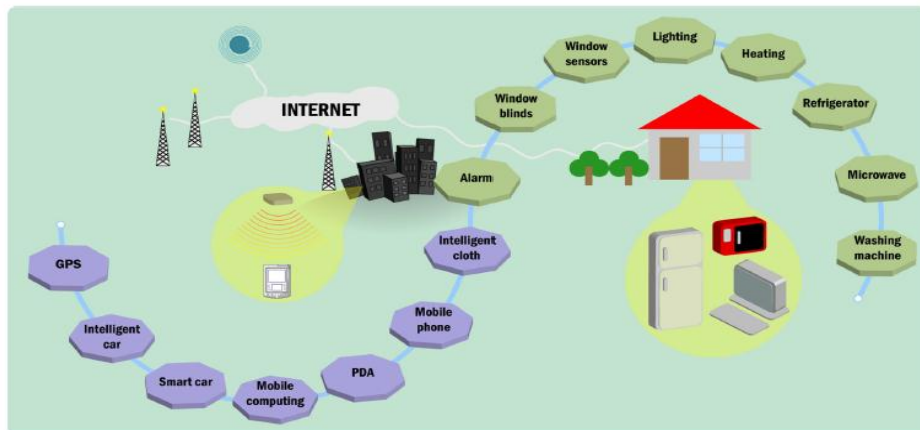 INTERNET
Window
sensors
Lighting
Heating
Window
blinds
Refrigerator
Alarm
Microwave
Intelligent
cloth
Washing
machine
GPS
Mobile
phone
Intelligent
car
PDA
Smart car
Mobile
computing